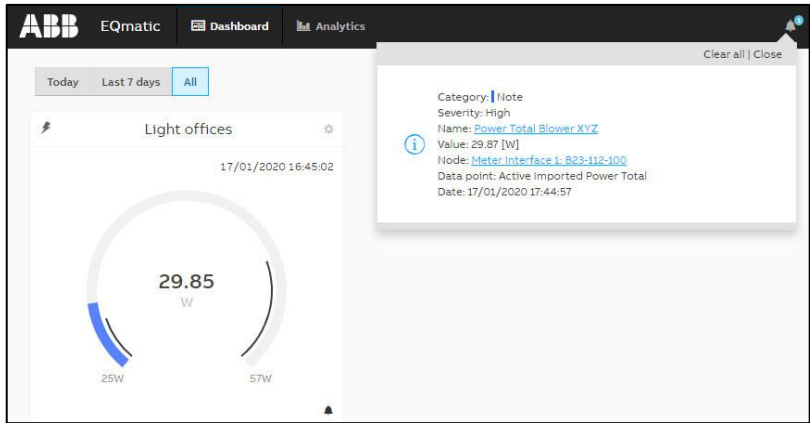 ABB EQmatic Dashboard Analytics 1
Clear all | Close
Today Last 7 days All
Light offices
17/01/2020 16:45:02
29.85
W
25W 57W
Category: Note
Severity: High
Name: Power Total Blower XYZ
Value: 29.87 [W]
Node: Meter Interface 1: B23-112-100
Data point: Active Imported Power Total
Date: 17/01/2020 17:44:57